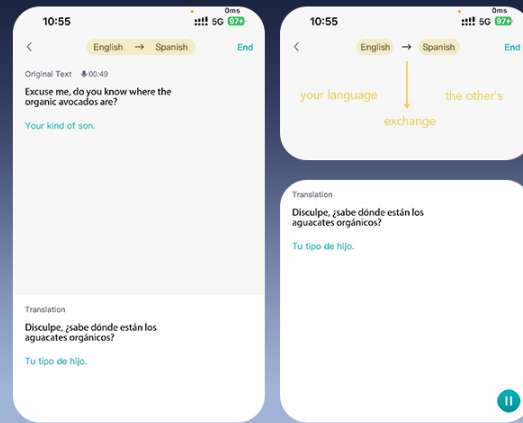 10:55
0ms
5G 97
English → Spanish
End
Original Text 00:49
Excuse me, do you know where the
organic avocados are?
Your kind of son.
Translation
Disculpe, ¿sabe dónde están los
aguacates orgánicos?
Tu tipo de hijo.
10:55
0ms
5G 97
English → Spanish
End
your language
the other's
exchange
Translation
Disculpe, ¿sabe dónde están los
aguacates orgánicos?
Tu tipo de hijo.